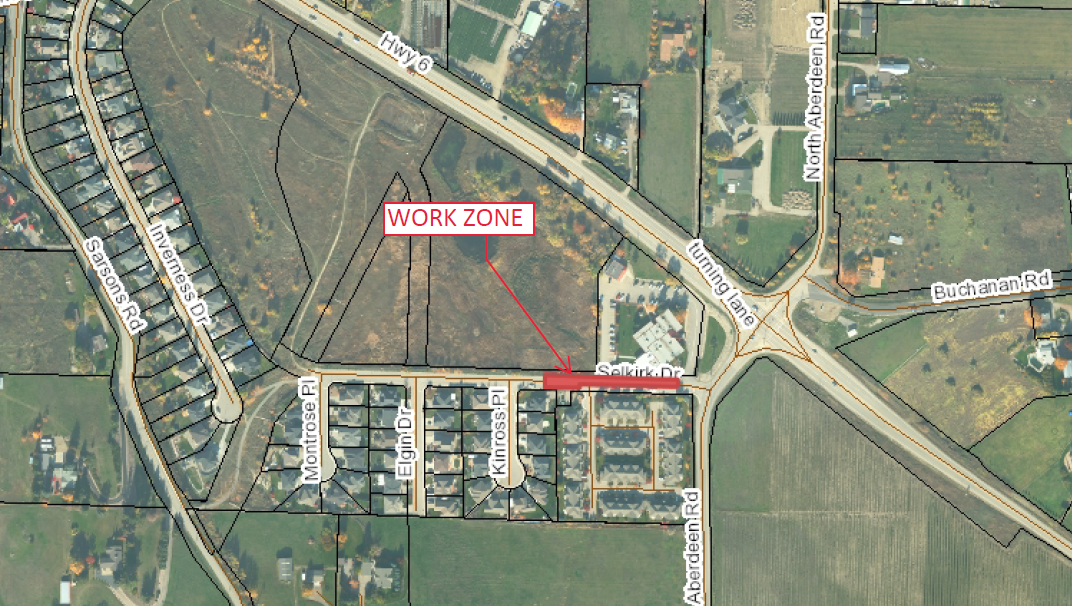 Hwy 6
North Aberdeen Rd
WORK ZONE
Inverness Dr
Sarsons Rd
turning lane
Buchanan Rd
Selkirk Dr
Montrose Pl
Elgin Dr
Kinross Pl
Aberdeen Rd